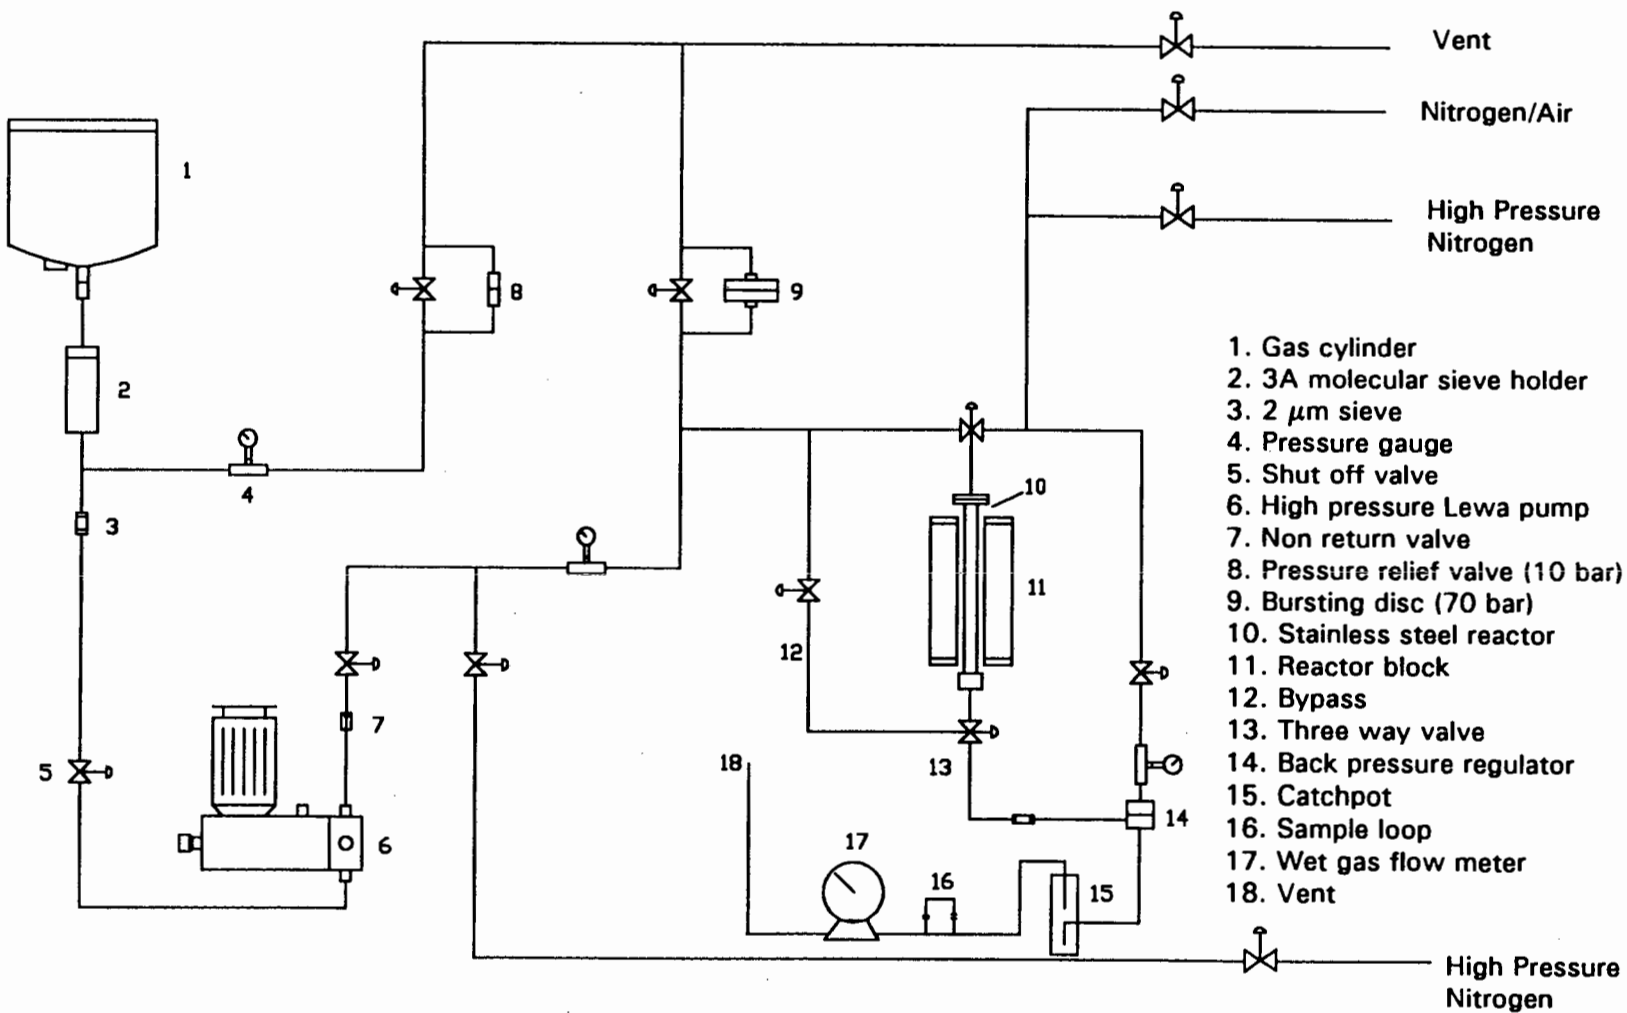 Vent
Nitrogen/Air
High Pressure
Nitrogen
1
2
3
4
5
6
7
8
9
10
11
12
13
14
15
16
17
18
1. Gas cylinder
2. 3A molecular sieve holder
3. 2 μm sieve
4. Pressure gauge
5. Shut off valve
6. High pressure Lewa pump
7. Non return valve
8. Pressure relief valve (10 bar)
9. Bursting disc (70 bar)
10. Stainless steel reactor
11. Reactor block
12. Bypass
13. Three way valve
14. Back pressure regulator
15. Catchpot
16. Sample loop
17. Wet gas flow meter
18. Vent
High Pressure
Nitrogen